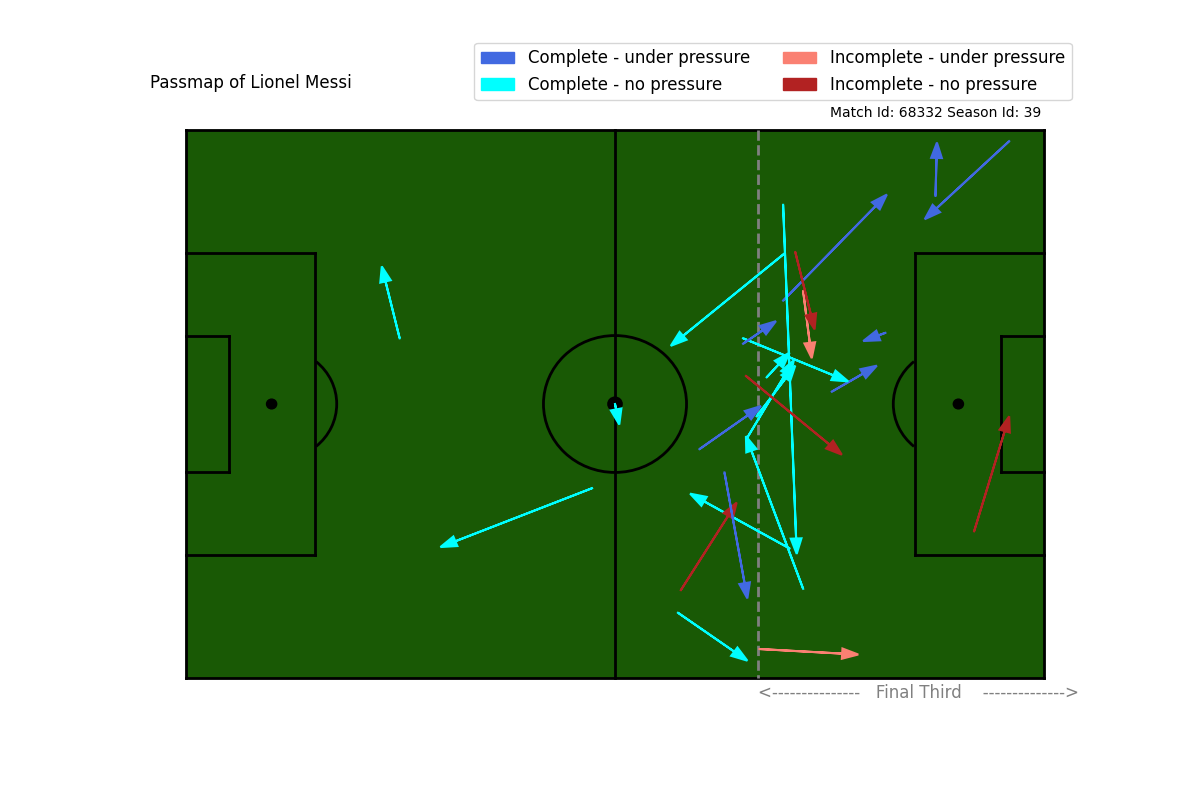 Complete - under pressure
Incomplete - under pressure
Passmap of Lionel Messi
Complete - no pressure
Incomplete - no pressure
Match Id: 68332 Season Id: 39
<--------------- Final Third -------------->